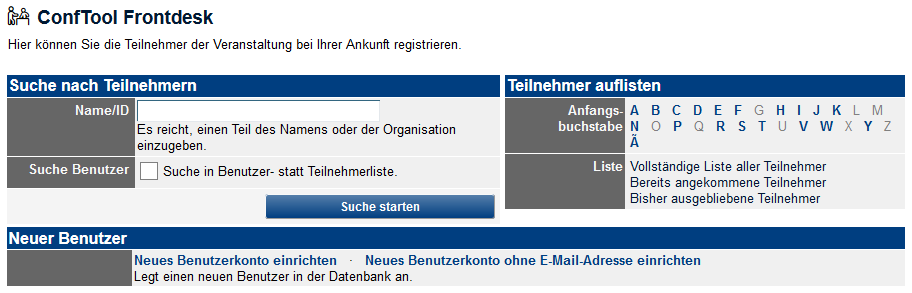 ConfTool Frontdesk
Hier können Sie die Teilnehmer der Veranstaltung bei Ihrer Ankunft registrieren.
Suche nach Teilnehmern
Name/ID
Es reicht, einen Teil des Namens oder der Organisation
einzugeben.
Suche Benutzer
Suche in Benutzer- statt Teilnehmerliste.
Suche starten
Teilnehmer auflisten
Anfangs-
buchstabe
A B C D E F G H I J K L M
N O P Q R S T U V W X Y Z
Ã
Liste
Vollständige Liste aller Teilnehmer
Bereits angekommene Teilnehmer
Bisher ausgebliebene Teilnehmer
Neuer Benutzer
Neues Benutzerkonto einrichten · Neues Benutzerkonto ohne E-Mail-Adresse einrichten
Legt einen neuen Benutzer in der Datenbank an.